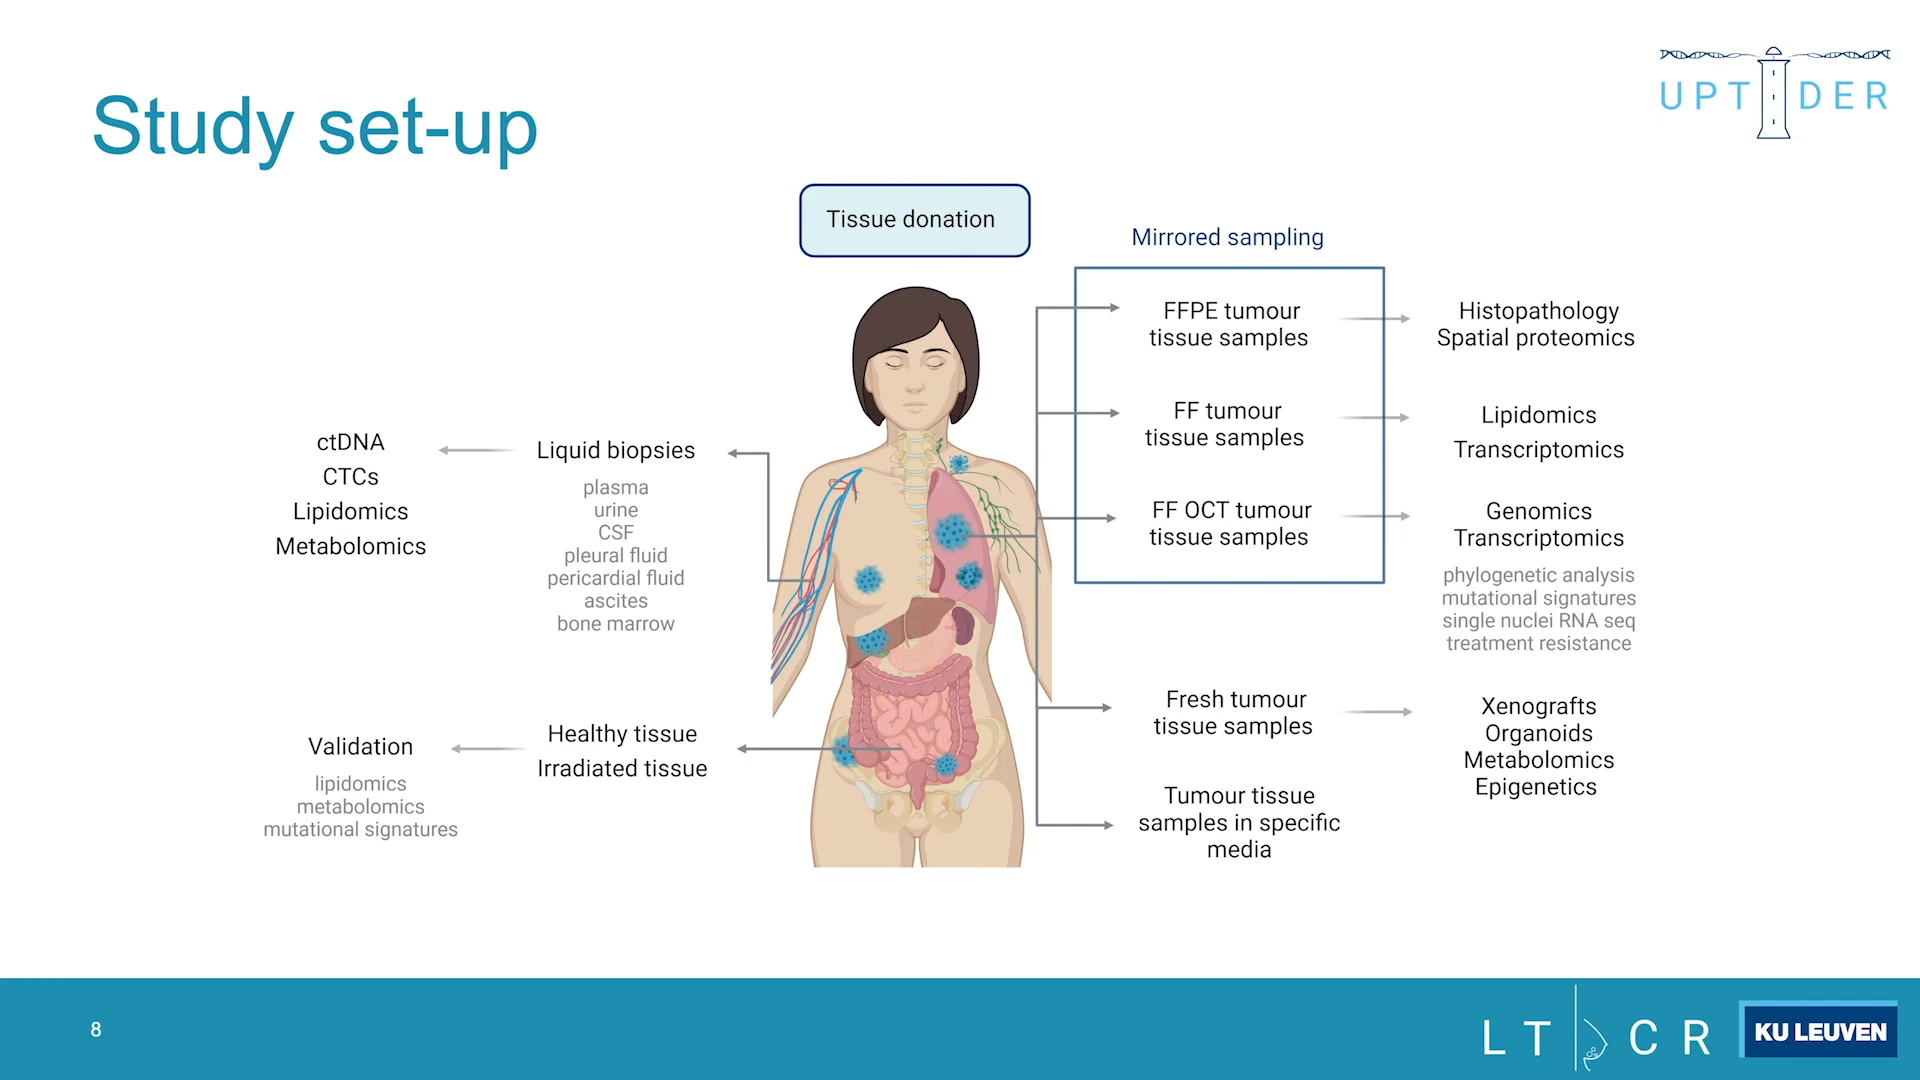 Study set-up
UPTIDER
Tissue donation
Mirrored sampling
FFPE tumour
tissue samples
Histopathology
Spatial proteomics
FF tumour
tissue samples
Lipidomics
Transcriptomics
FF OCT tumour
tissue samples
Genomics
Transcriptomics
phylogenetic analysis
mutational signatures
single nuclei RNA seq
treatment resistance
Fresh tumour
tissue samples
Xenografts
Organoids
Metabolomics
Epigenetics
Tumour tissue
samples in specific
media
Liquid biopsies
plasma
urine
CSF
pleural fluid
pericardial fluid
ascites
bone marrow
ctDNA
CTCs
Lipidomics
Metabolomics
Healthy tissue
Irradiated tissue
Validation
lipidomics
metabolomics
mutational signatures
8
LTCR
KU LEUVEN